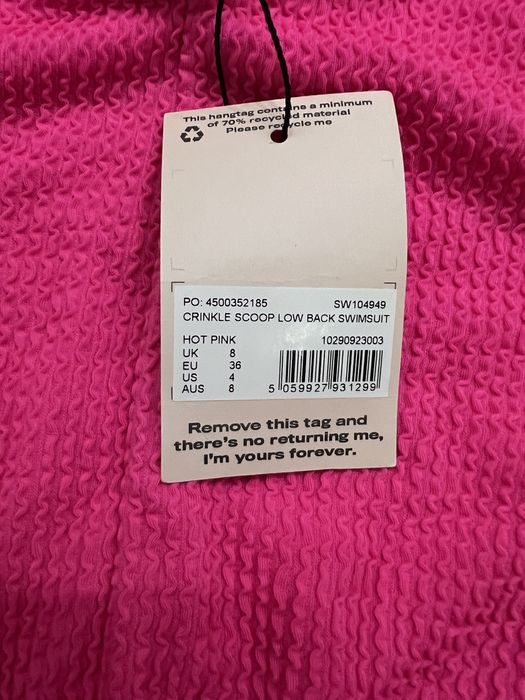 This hangtag contains a minimum
of 70% recycled material
Please recycle me
PO: 4500352185 SW104949
CRINKLE SCOOP LOW BACK SWIMSUIT
HOT PINK 10290923003
UK 8
EU 36
US 4
AUS 8 5 059927 931299
Remove this tag and
there's no returning me,
I'm yours forever.